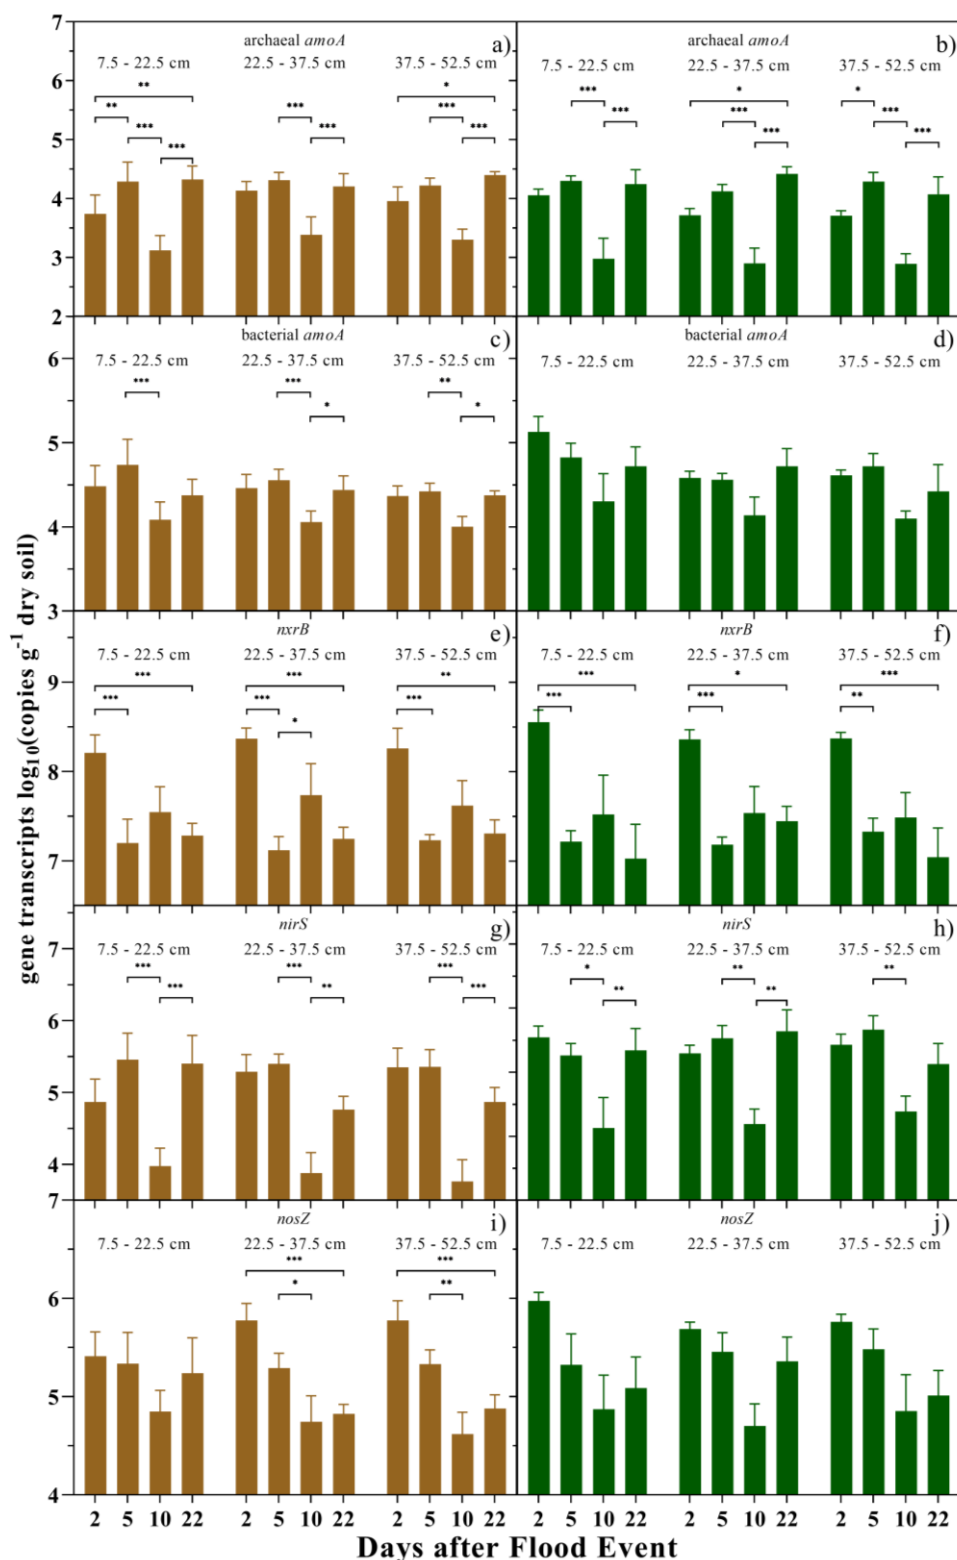 gene transcripts log10(copies g-1 dry soil)
7
6
5
4
3
2
archaeal amoA
a)
7.5 - 22.5 cm
22.5 - 37.5 cm
37.5 - 52.5 cm
**
*
**
***
***
***
***
***
***
***
archaeal amoA
b)
7.5 - 22.5 cm
22.5 - 37.5 cm
37.5 - 52.5 cm
***
*
*
***
***
***
***
***
6
5
4
3
bacterial amoA
c)
7.5 - 22.5 cm
22.5 - 37.5 cm
37.5 - 52.5 cm
***
***
**
*
*
bacterial amoA
d)
7.5 - 22.5 cm
22.5 - 37.5 cm
37.5 - 52.5 cm
9
8
7
nxrB
e)
7.5 - 22.5 cm
22.5 - 37.5 cm
37.5 - 52.5 cm
***
***
**
***
***
***
*
nxrB
f)
7.5 - 22.5 cm
22.5 - 37.5 cm
37.5 - 52.5 cm
***
*
***
***
***
**
7
6
5
4
nirS
g)
7.5 - 22.5 cm
22.5 - 37.5 cm
37.5 - 52.5 cm
***
***
***
***
**
***
nirS
h)
7.5 - 22.5 cm
22.5 - 37.5 cm
37.5 - 52.5 cm
*
**
**
**
**
7
6
5
4
nosZ
i)
7.5 - 22.5 cm
22.5 - 37.5 cm
37.5 - 52.5 cm
***
***
*
**
nosZ
j)
7.5 - 22.5 cm
22.5 - 37.5 cm
37.5 - 52.5 cm
2 5 10 22 2 5 10 22 2 5 10 22 2 5 10 22 2 5 10 22 2 5 10 22
Days after Flood Event